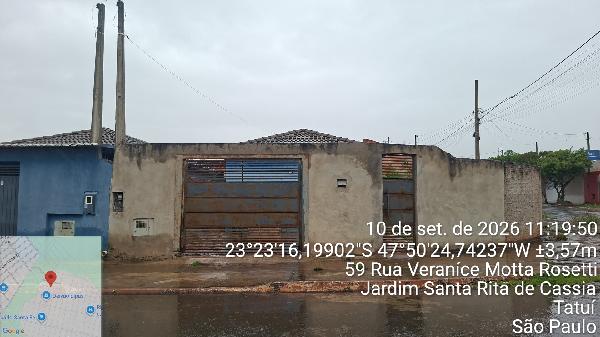 10 de set. de 2026 11:19:50
23°23'16,19902"S 47°50'24,74237"W ±3,57m
59 Rua Veranice Motta Rosetti
Jardim Santa Rita de Cassia
Tatuí
São Paulo
Google